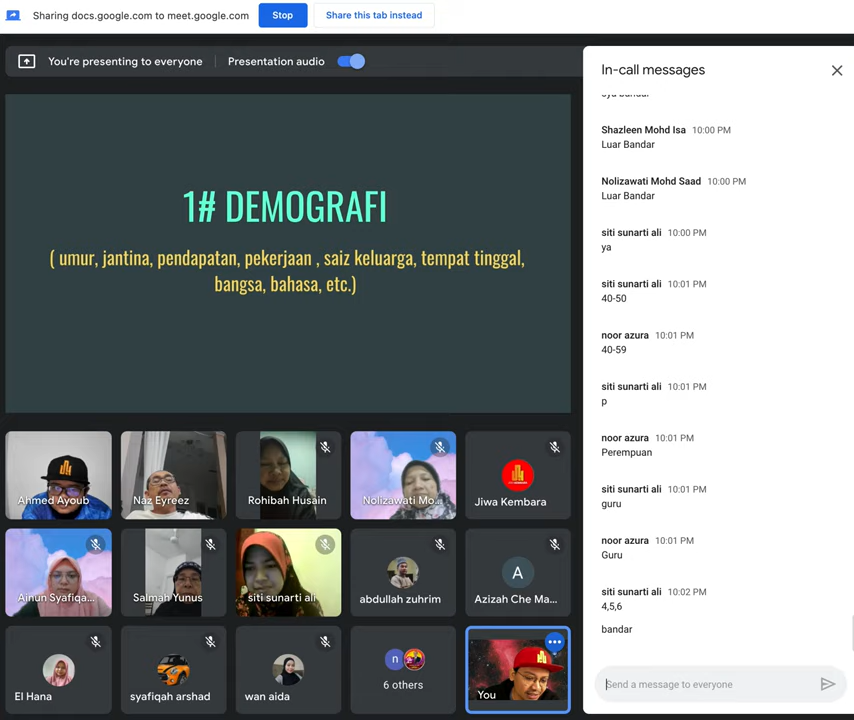 Sharing docs.google.com to meet.google.com
Stop
Share this tab instead
You're presenting to everyone
Presentation audio
1# DEMOGRAFI
( umur, jantina, pendapatan, pekerjaan , saiz keluarga, tempat tinggal,
bangsa, bahasa, etc.)
Ahmed Ayoub
Naz Eyreez
Rohibah Husain
Nolizawati Mo...
Jiwa Kembara
Ainun Syafiqa...
Salmah Yunus
siti sunarti ali
abdullah zuhrim
A
Azizah Che Ma...
El Hana
syafiqah arshad
wan aida
n
6 others
You
In-call messages
Shazleen Mohd Isa 10:00 PM
Luar Bandar
Nolizawati Mohd Saad 10:00 PM
Luar Bandar
siti sunarti ali 10:00 PM
ya
siti sunarti ali 10:01 PM
40-50
noor azura 10:01 PM
40-59
siti sunarti ali 10:01 PM
p
noor azura 10:01 PM
Perempuan
siti sunarti ali 10:01 PM
guru
noor azura 10:01 PM
Guru
siti sunarti ali 10:02 PM
4,5,6
bandar
Send a message to everyone